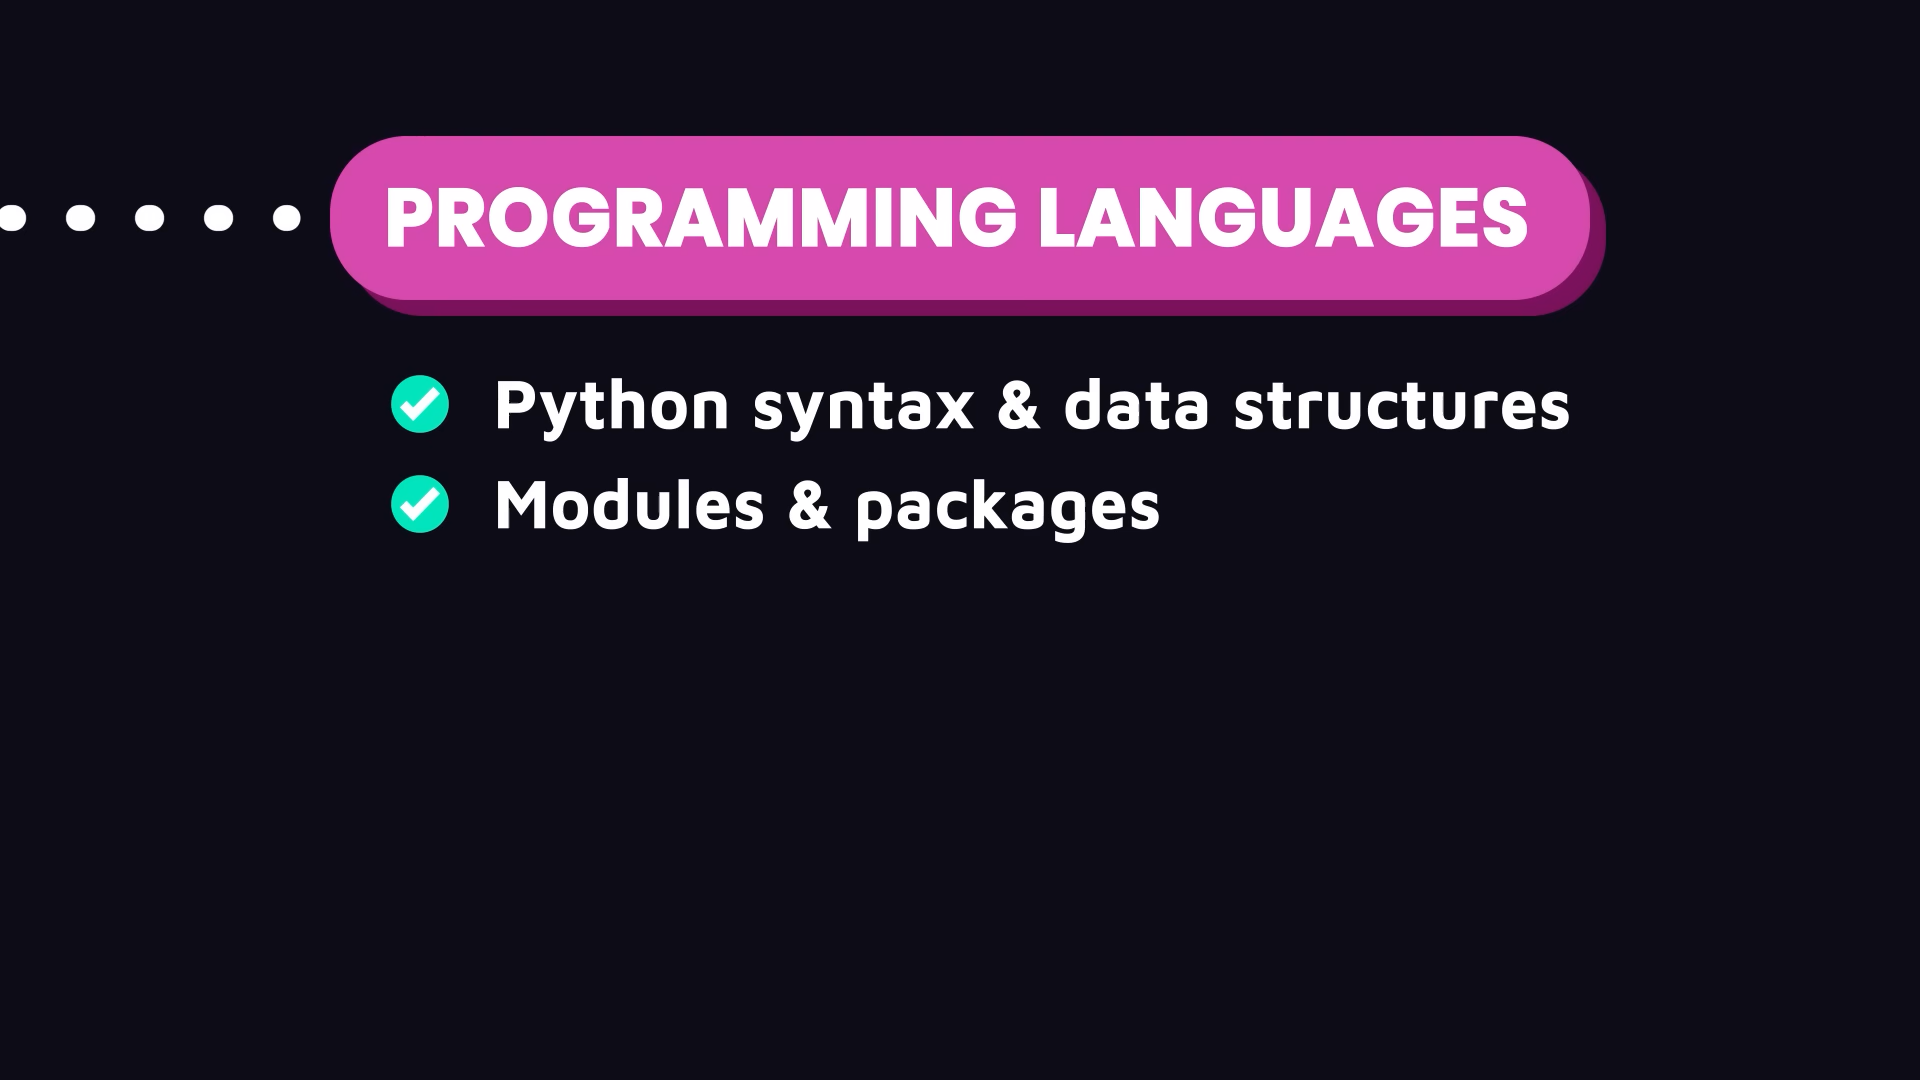 PROGRAMMING LANGUAGES
Python syntax & data structures
Modules & packages